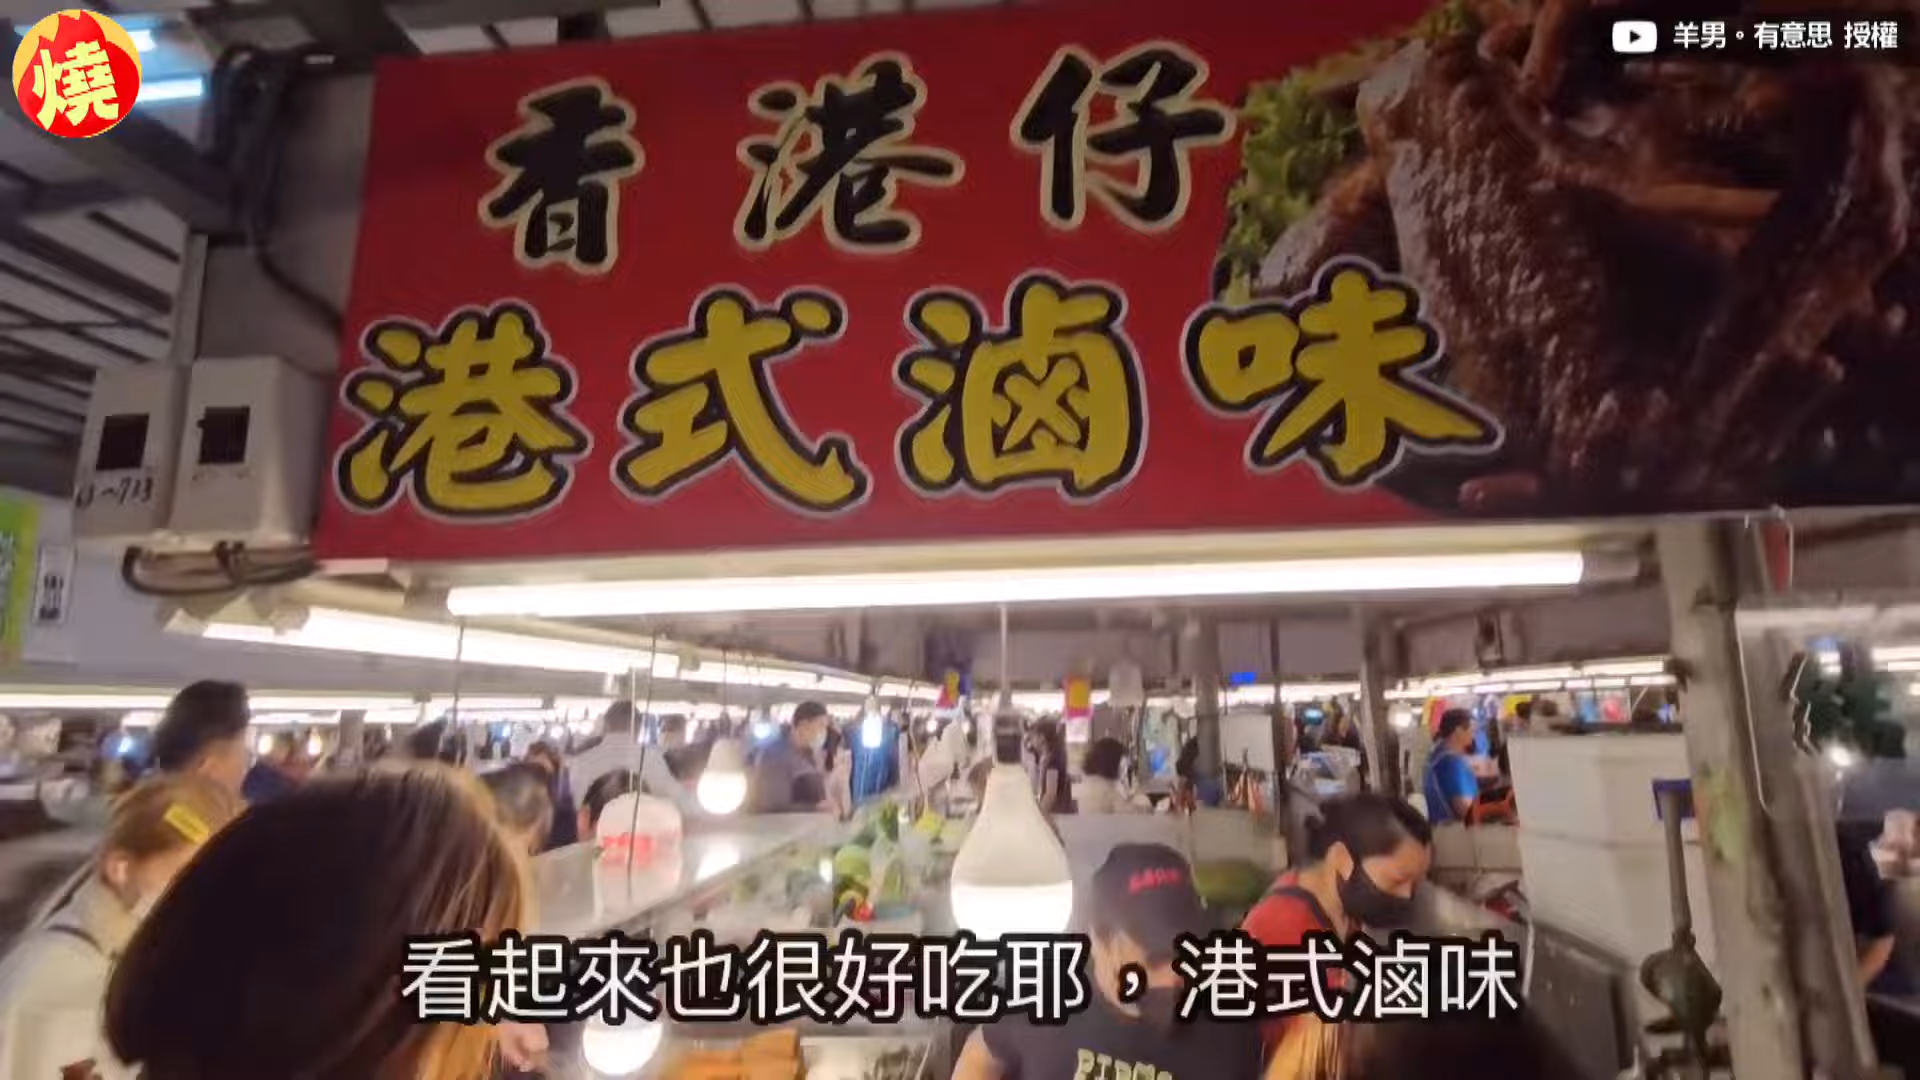 燒
羊男。有意思 授權
香港仔
港式滷味
看起來也很好吃耶，港式滷味